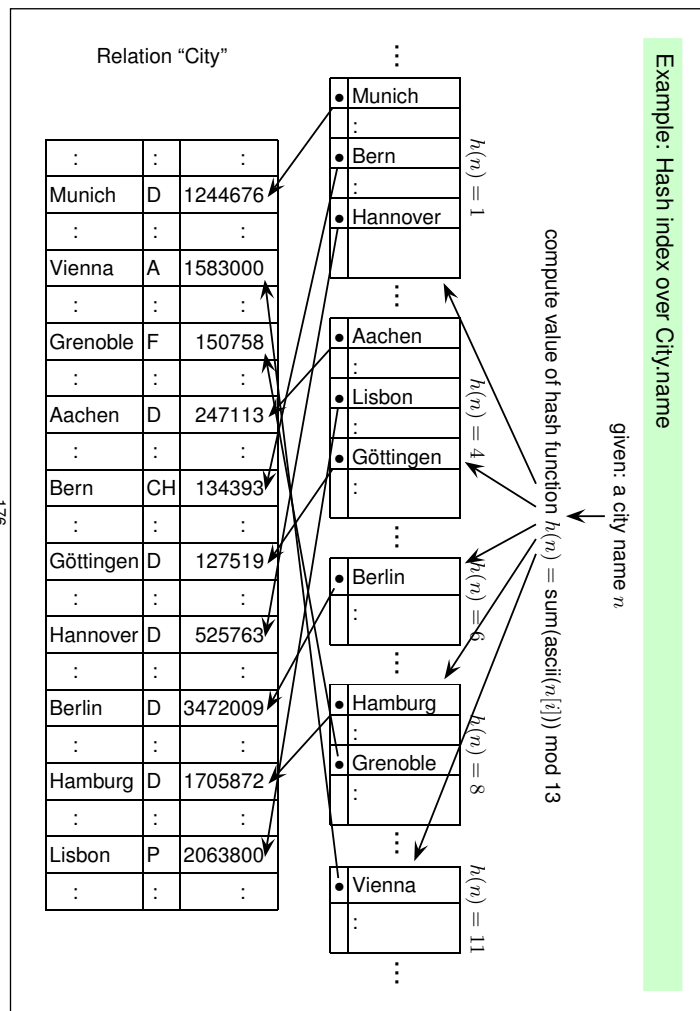 Example: Hash index over City.name
given: a city name n
compute value of hash function h(n) = sum(ascii(n[i])) mod 13
h(n) = 1
h(n) = 4
h(n) = 6
h(n) = 8
h(n) = 11
...
• Munich
:
• Bern
:
• Hannover
...
• Aachen
:
• Lisbon
:
• Göttingen
:
...
• Berlin
:
...
• Hamburg
:
• Grenoble
:
...
• Vienna
:
...
Relation “City”
: : :
Munich D 1244676
: : :
Vienna A 1583000
: : :
Grenoble F 150758
: : :
Aachen D 247113
: : :
Bern CH 134393
: : :
Göttingen D 127519
: : :
Hannover D 525763
: : :
Berlin D 3472009
: : :
Hamburg D 1705872
: : :
Lisbon P 2063800
: : :
176